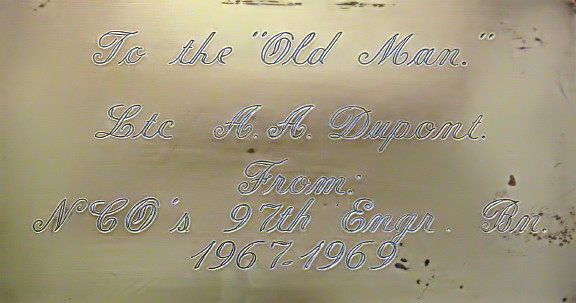 To the "Old Man."
Ltc A. A. Dupont.
From:
NCO's 97th Engr. Bn.
1967-1969